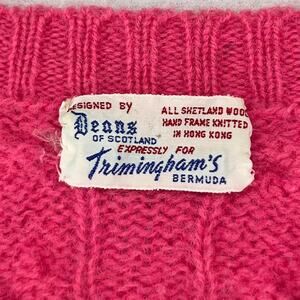 DESIGNED BY
Deans
OF SCOTLAND
ALL SHETLAND WOOL
HAND FRAME KNITTED
IN HONG KONG
EXPRESSLY FOR
Trimingham's
BERMUDA